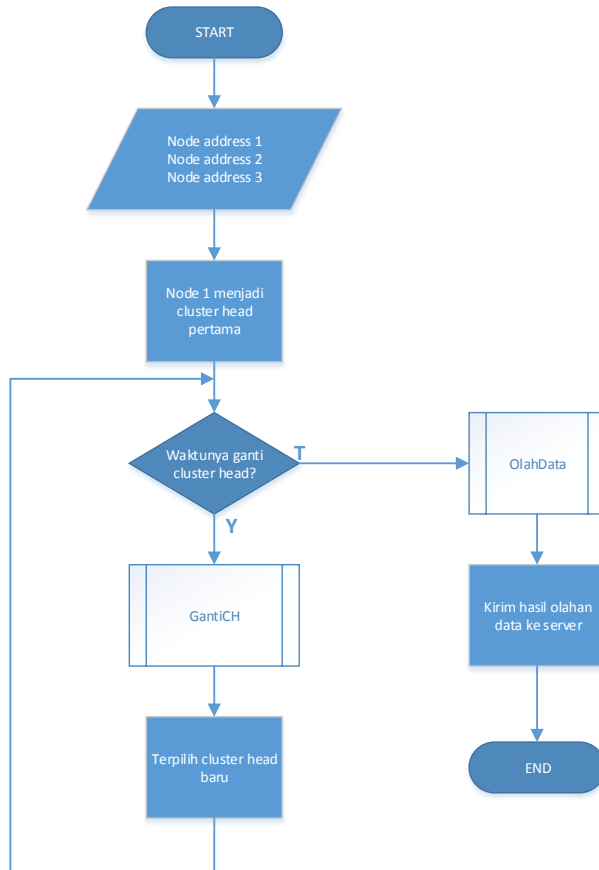 START
Node address 1
Node address 2
Node address 3
Node 1 menjadi
cluster head
pertama
Waktunya ganti
cluster head?
T
Y
OlahData
GantiCH
Kirim hasil olahan
data ke server
Terpilih cluster head
baru
END